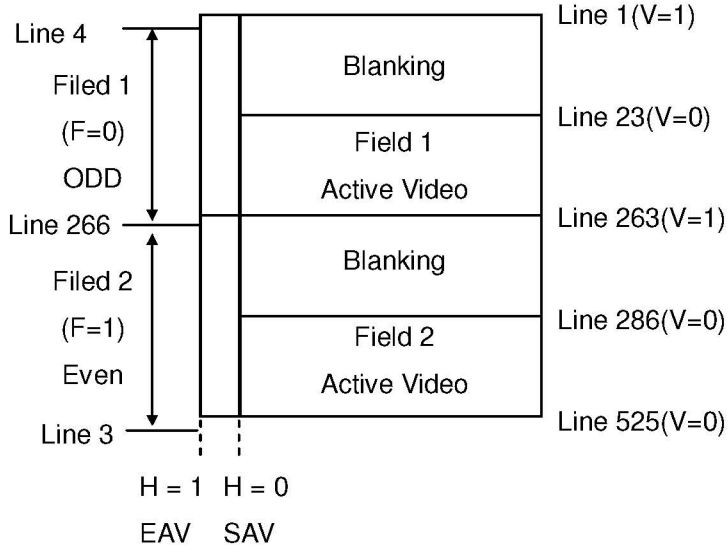 Line 4
Filed 1
(F=0)
ODD
Line 266
Filed 2
(F=1)
Even
Line 3
Blanking
Field 1
Active Video
Blanking
Field 2
Active Video
Line 1(V=1)
Line 23(V=0)
Line 263(V=1)
Line 286(V=0)
Line 525(V=0)
H = 1 H = 0
EAV SAV